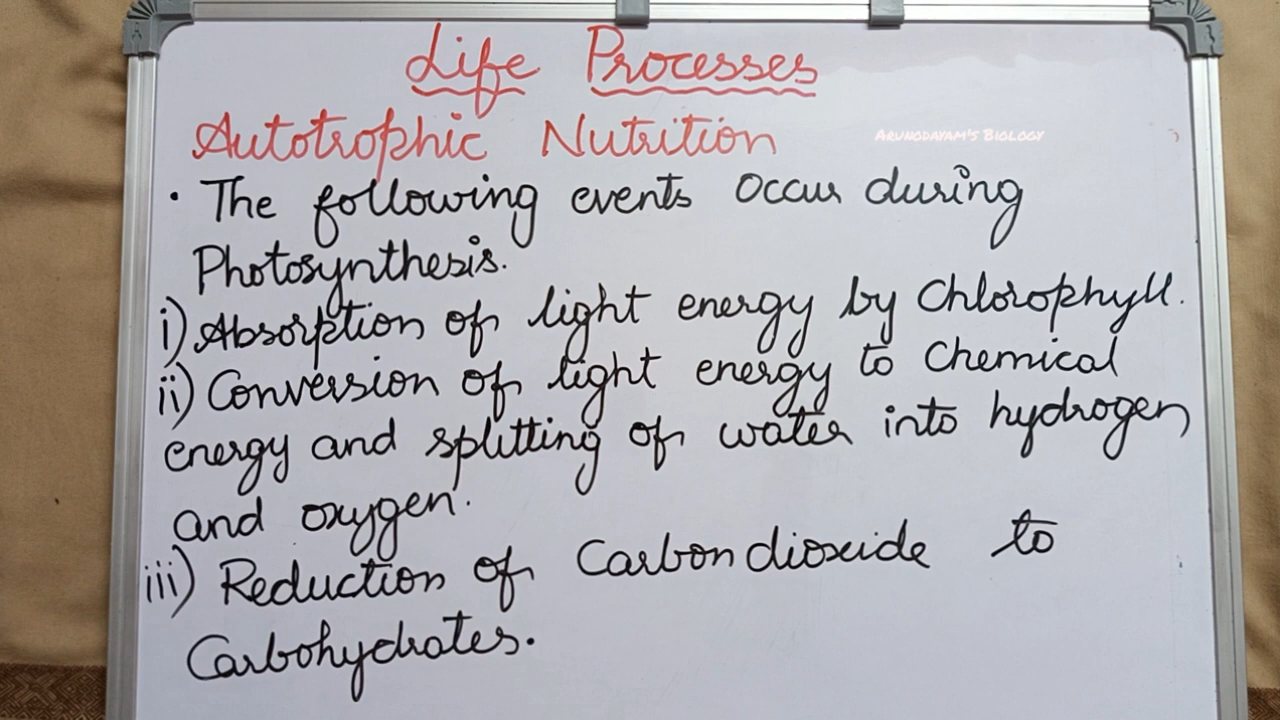 Life Processes
Autotrophic Nutrition
ARUNODAYAM'S BIOLOGY
• The following events occur during
Photosynthesis.
i) Absorption of light energy by Chlorophyll.
ii) Conversion of light energy to Chemical
energy and splitting of water into hydrogen
and oxygen.
iii) Reduction of Carbondioxide to
Carbohydrates.